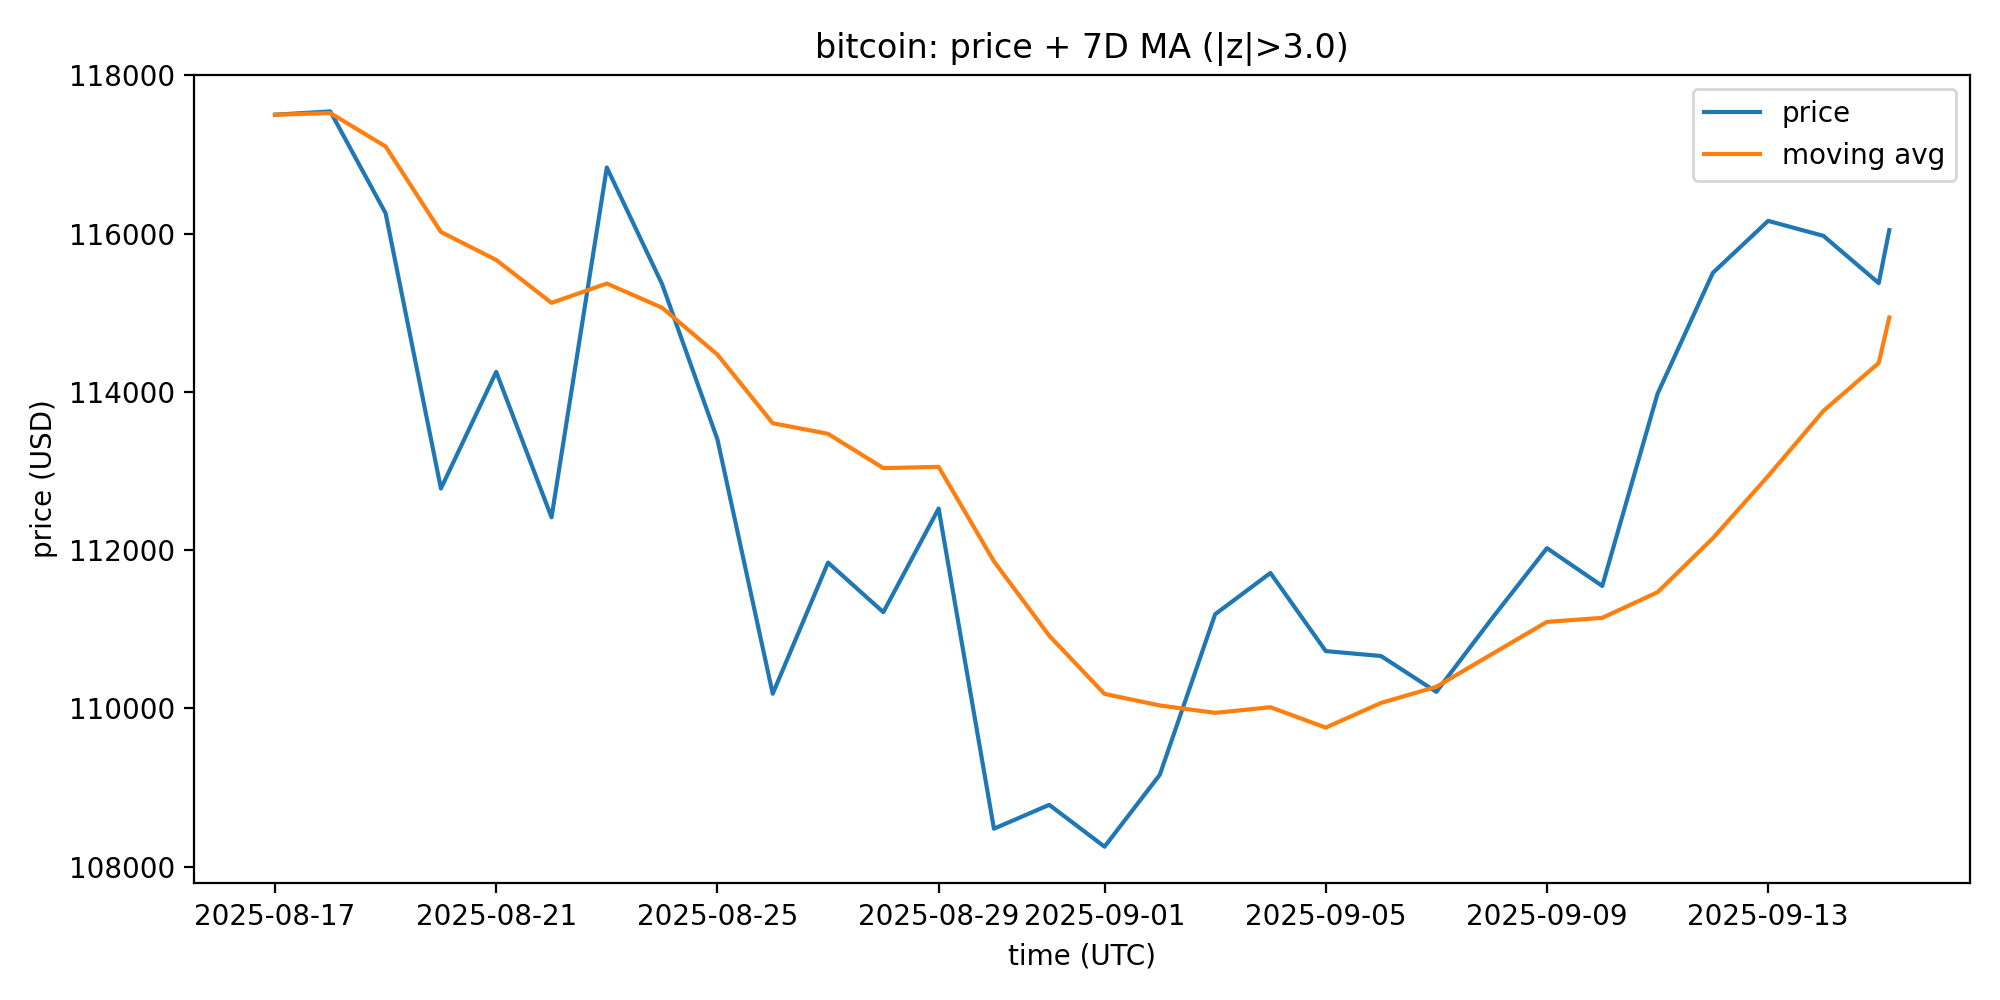 bitcoin: price + 7D MA (|z|>3.0)
118000
price
moving avg
116000
114000
112000
110000
108000
price (USD)
2025-08-17 2025-08-21 2025-08-25 2025-08-29 2025-09-01 2025-09-05 2025-09-09 2025-09-13
time (UTC)